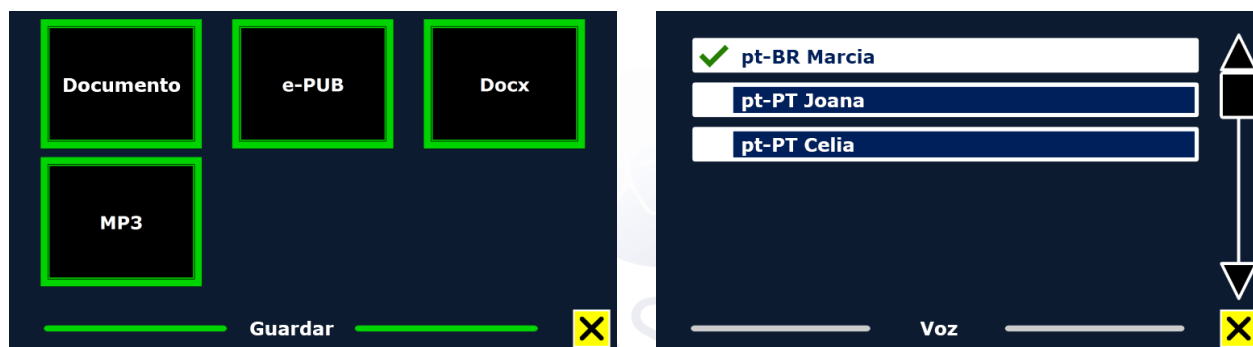 Documento e-PUB Docx
MP3
Guardar
pt-BR Marcia
pt-PT Joana
pt-PT Celia
Voz